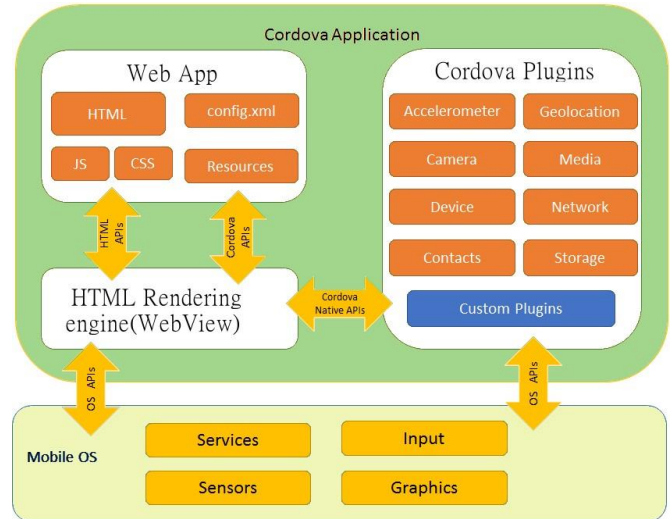 Cordova Application
Web App
HTML
config.xml
JS
CSS
Resources
HTML
APIs
Cordova
APIs
HTML Rendering
engine(WebView)
Cordova
Native APIs
Cordova Plugins
Accelerometer
Geolocation
Camera
Media
Device
Network
Contacts
Storage
Custom Plugins
OS APIs
OS APIs
Mobile OS
Services
Input
Sensors
Graphics